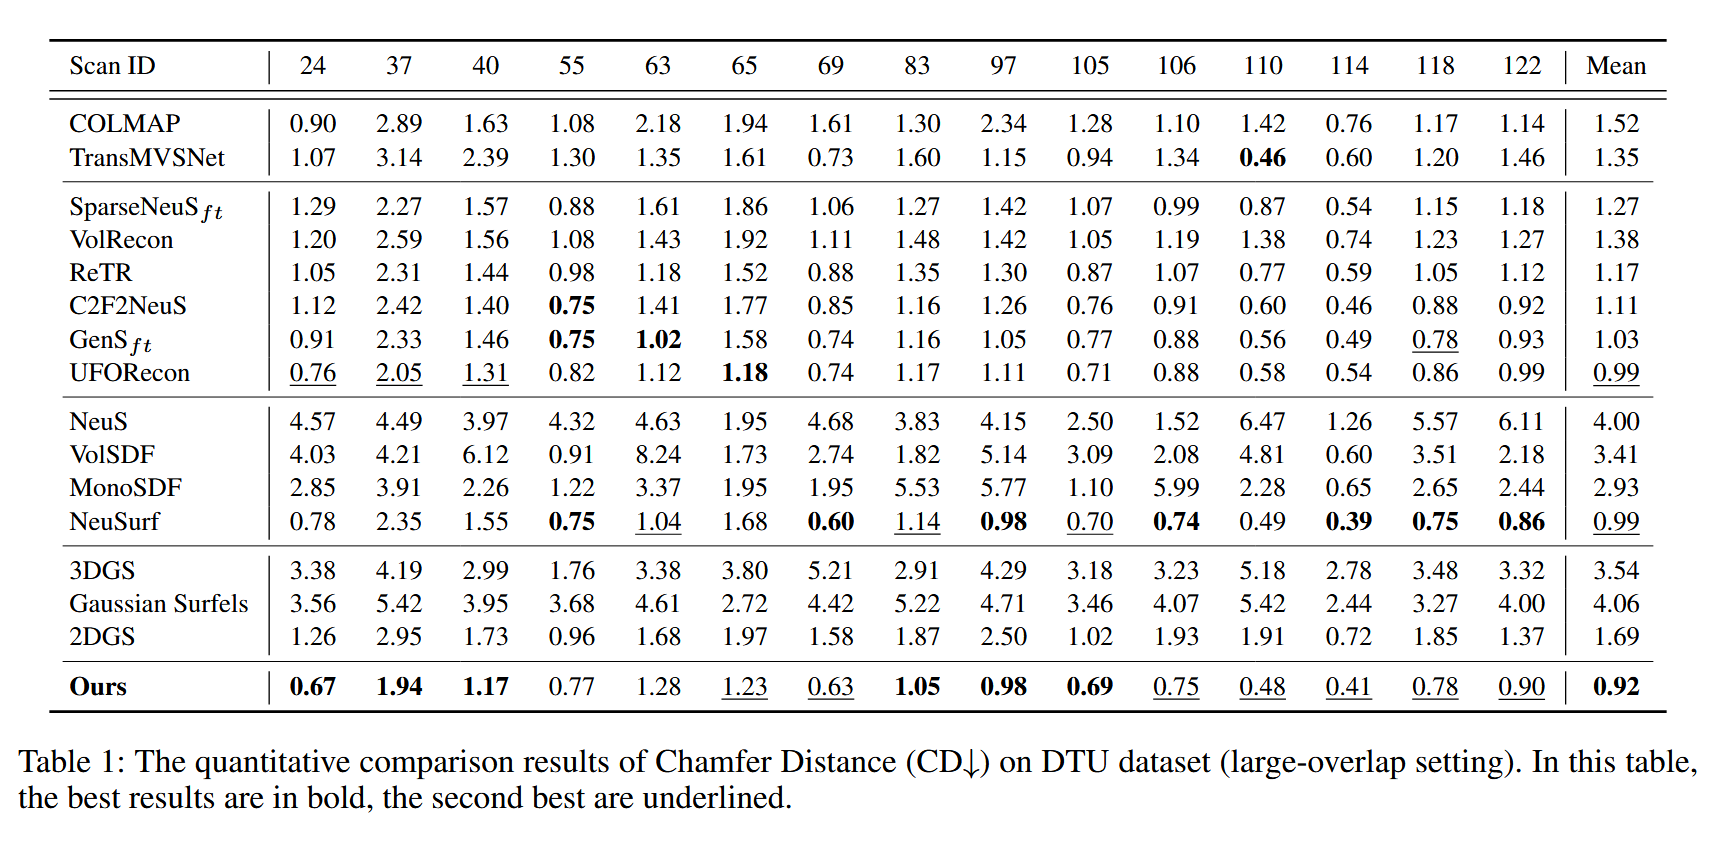 Scan ID 24 37 40 55 63 65 69 83 97 105 106 110 114 118 122 Mean
COLMAP 0.90 2.89 1.63 1.08 2.18 1.94 1.61 1.30 2.34 1.28 1.10 1.42 0.76 1.17 1.14 1.52
TransMVSNet 1.07 3.14 2.39 1.30 1.35 1.61 0.73 1.60 1.15 0.94 1.34 0.46 0.60 1.20 1.46 1.35
SparseNeuSft 1.29 2.27 1.57 0.88 1.61 1.86 1.06 1.27 1.42 1.07 0.99 0.87 0.54 1.15 1.18 1.27
VolRecon 1.20 2.59 1.56 1.08 1.43 1.92 1.11 1.48 1.42 1.05 1.19 1.38 0.74 1.23 1.27 1.38
ReTR 1.05 2.31 1.44 0.98 1.18 1.52 0.88 1.35 1.30 0.87 1.07 0.77 0.59 1.05 1.12 1.17
C2F2NeuS 1.12 2.42 1.40 0.75 1.41 1.77 0.85 1.16 1.26 0.76 0.91 0.60 0.46 0.88 0.92 1.11
GenSft 0.91 2.33 1.46 0.75 1.02 1.58 0.74 1.16 1.05 0.77 0.88 0.56 0.49 0.78 0.93 1.03
UFORecon 0.76 2.05 1.31 0.82 1.12 1.18 0.74 1.17 1.11 0.71 0.88 0.58 0.54 0.86 0.99 0.99
NeuS 4.57 4.49 3.97 4.32 4.63 1.95 4.68 3.83 4.15 2.50 1.52 6.47 1.26 5.57 6.11 4.00
VolSDF 4.03 4.21 6.12 0.91 8.24 1.73 2.74 1.82 5.14 3.09 2.08 4.81 0.60 3.51 2.18 3.41
MonoSDF 2.85 3.91 2.26 1.22 3.37 1.95 1.95 5.53 5.77 1.10 5.99 2.28 0.65 2.65 2.44 2.93
NeuSurf 0.78 2.35 1.55 0.75 1.04 1.68 0.60 1.14 0.98 0.70 0.74 0.49 0.39 0.75 0.86 0.99
3DGS 3.38 4.19 2.99 1.76 3.38 3.80 5.21 2.91 4.29 3.18 3.23 5.18 2.78 3.48 3.32 3.54
Gaussian Surfels 3.56 5.42 3.95 3.68 4.61 2.72 4.42 5.22 4.71 3.46 4.07 5.42 2.44 3.27 4.00 4.06
2DGS 1.26 2.95 1.73 0.96 1.68 1.97 1.58 1.87 2.50 1.02 1.93 1.91 0.72 1.85 1.37 1.69
Ours 0.67 1.94 1.17 0.77 1.28 1.23 0.63 1.05 0.98 0.69 0.75 0.48 0.41 0.78 0.90 0.92
Table 1: The quantitative comparison results of Chamfer Distance (CD↓) on DTU dataset (large-overlap setting). In this table,
the best results are in bold, the second best are underlined.